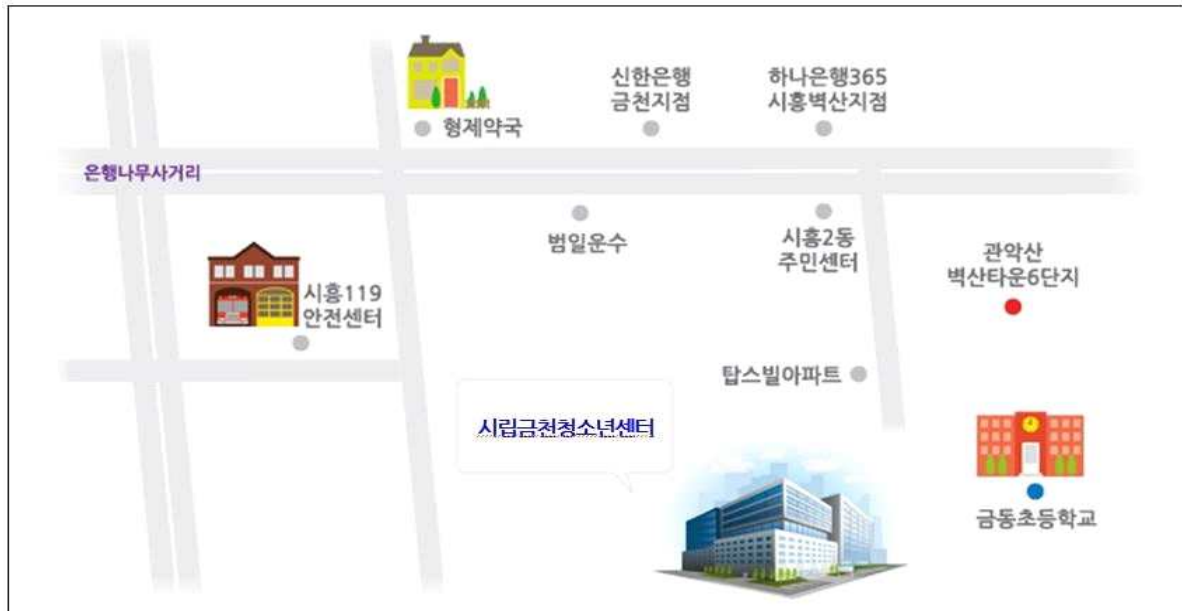 신한은행
금천지점
하나은행365
시흥벽산지점
형제약국
은행나무사거리
범일운수
시흥2동
주민센터
관악산
벽산타운6단지
시흥119
안전센터
탑스빌아파트
시립금천청소년센터
금동초등학교